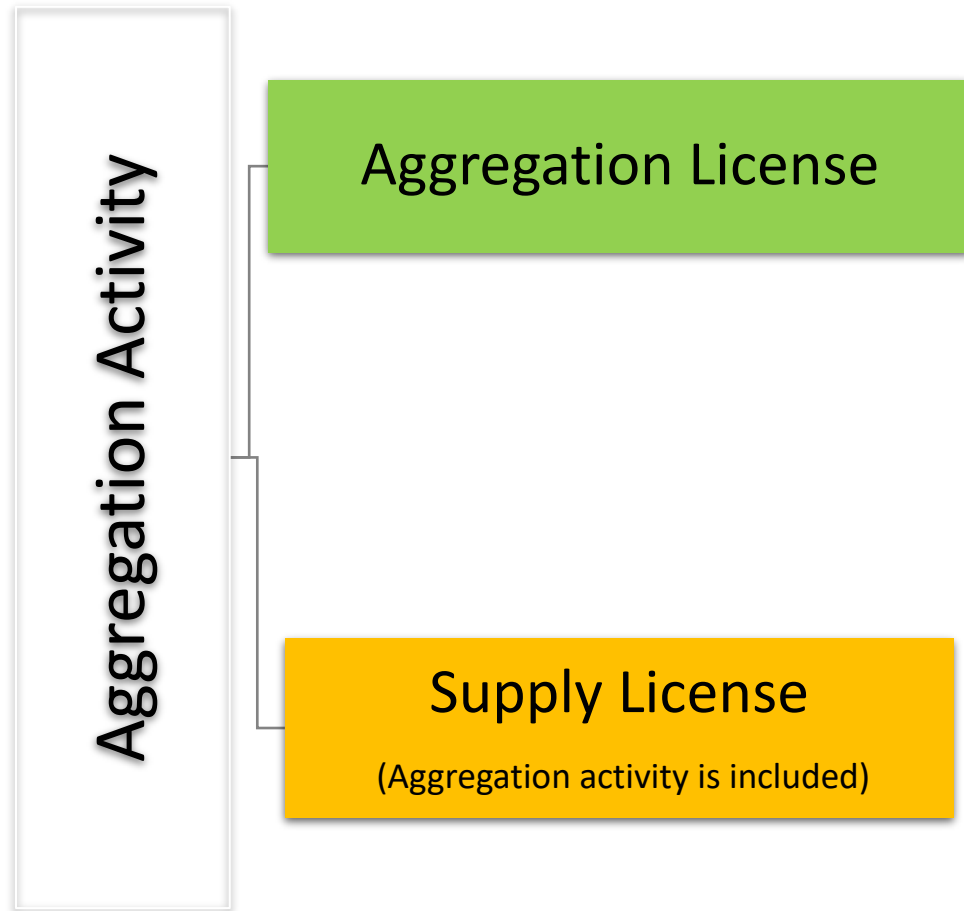 Aggregation Activity
Aggregation License
Supply License
(Aggregation activity is included)